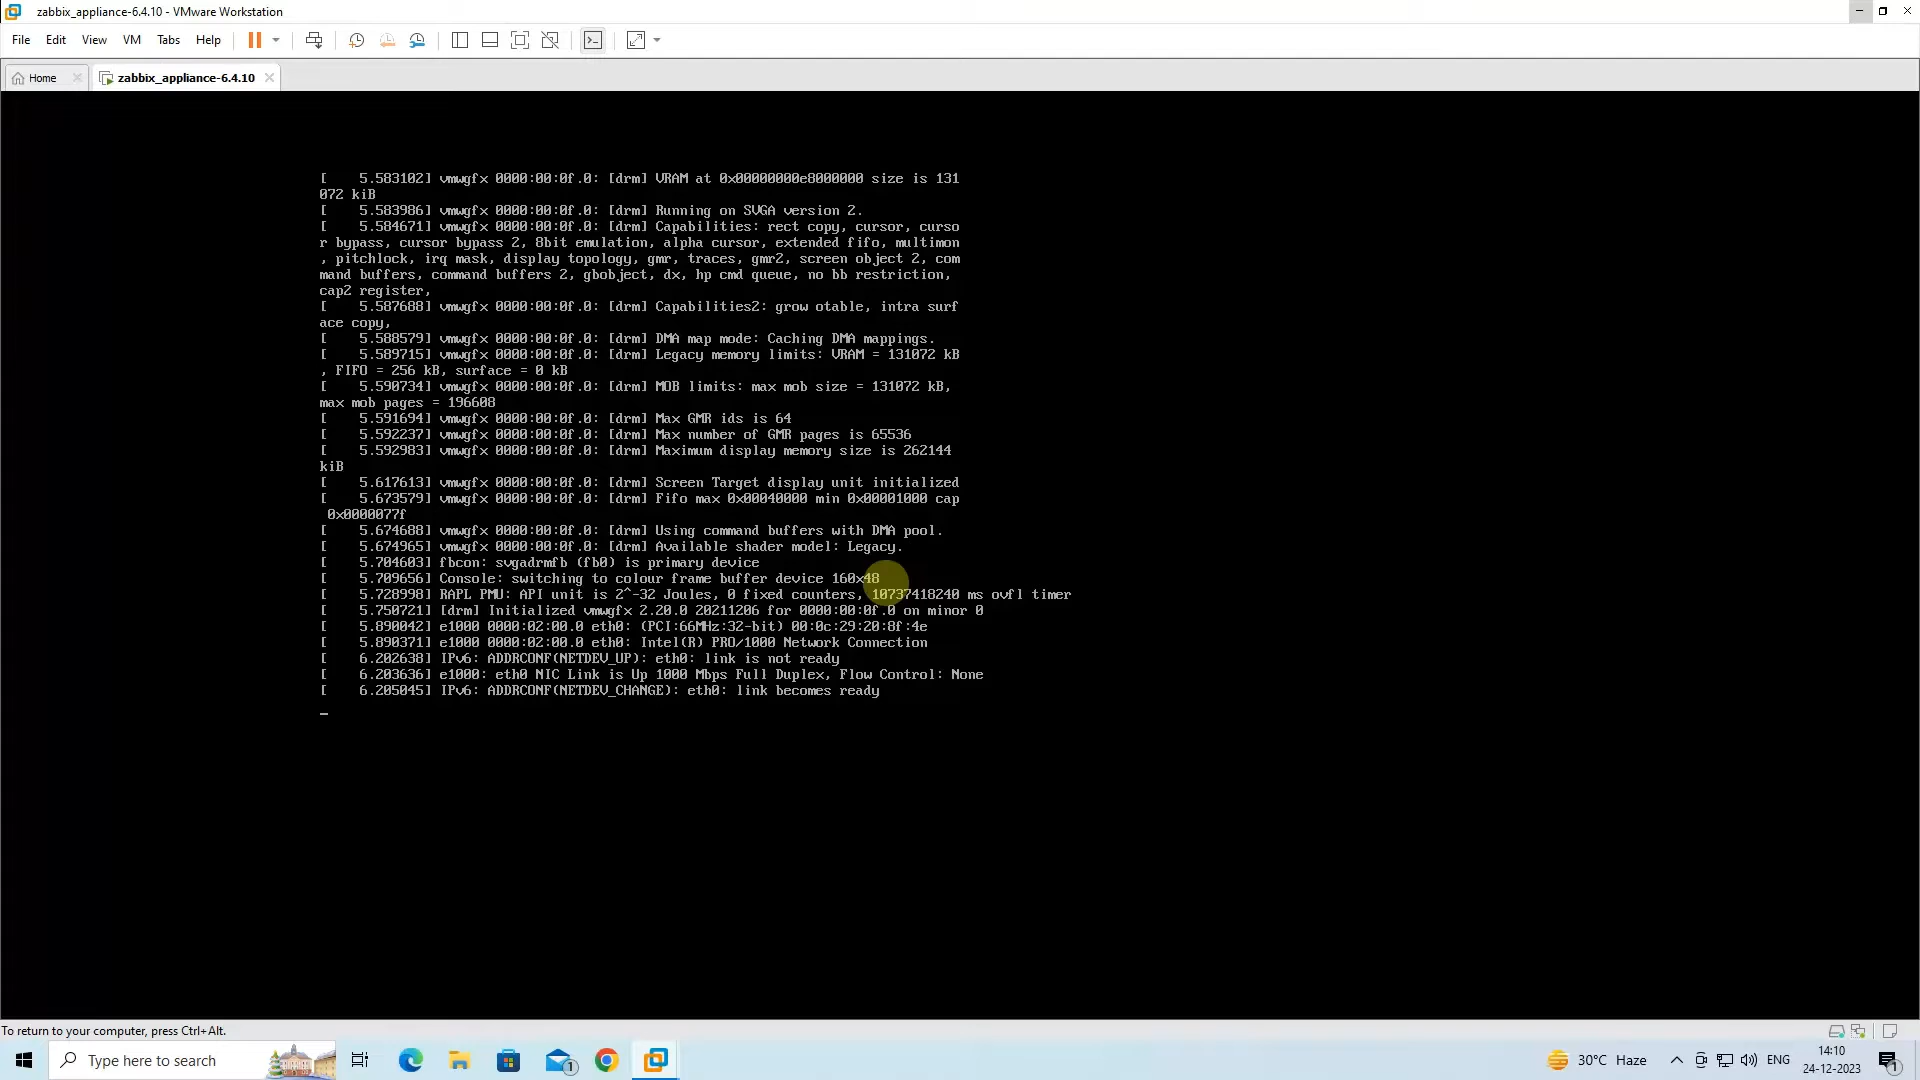 zabbix_appliance-6.4.10 - VMware Workstation
File Edit View VM Tabs Help
Home
zabbix_appliance-6.4.10
[    5.583102] vmwgfx 0000:00:0f.0: [drm] VRAM at 0x00000000e8000000 size is 131
072 kiB
[    5.583986] vmwgfx 0000:00:0f.0: [drm] Running on SVGA version 2.
[    5.584671] vmwgfx 0000:00:0f.0: [drm] Capabilities: rect copy, cursor, curso
r bypass, cursor bypass 2, 8bit emulation, alpha cursor, extended fifo, multimon
, pitchlock, irq mask, display topology, gmr, traces, gmr2, screen object 2, com
mand buffers, command buffers 2, gbobject, dx, hp cmd queue, no bb restriction,
cap2 register,
[    5.587688] vmwgfx 0000:00:0f.0: [drm] Capabilities2: grow otable, intra surf
ace copy,
[    5.588579] vmwgfx 0000:00:0f.0: [drm] DMA map mode: Caching DMA mappings.
[    5.589715] vmwgfx 0000:00:0f.0: [drm] Legacy memory limits: VRAM = 131072 kB
, FIFO = 256 kB, surface = 0 kB
[    5.590734] vmwgfx 0000:00:0f.0: [drm] MOB limits: max mob size = 131072 kB,
max mob pages = 196608
[    5.591694] vmwgfx 0000:00:0f.0: [drm] Max GMR ids is 64
[    5.592237] vmwgfx 0000:00:0f.0: [drm] Max number of GMR pages is 65536
[    5.592983] vmwgfx 0000:00:0f.0: [drm] Maximum display memory size is 262144
kiB
[    5.617613] vmwgfx 0000:00:0f.0: [drm] Screen Target display unit initialized
[    5.673579] vmwgfx 0000:00:0f.0: [drm] Fifo max 0x00040000 min 0x00001000 cap
 0x0000077f
[    5.674688] vmwgfx 0000:00:0f.0: [drm] Using command buffers with DMA pool.
[    5.674965] vmwgfx 0000:00:0f.0: [drm] Available shader model: Legacy.
[    5.704603] fbcon: svgadrmfb (fb0) is primary device
[    5.709656] Console: switching to colour frame buffer device 160x48
[    5.728998] RAPL PMU: API unit is 2^-32 Joules, 0 fixed counters, 10737418240 ms ovfl timer
[    5.750721] [drm] Initialized vmwgfx 2.20.0 20211206 for 0000:00:0f.0 on minor 0
[    5.890042] e1000 0000:02:00.0 eth0: (PCI:66MHz:32-bit) 00:0c:29:20:8f:4e
[    5.890371] e1000 0000:02:00.0 eth0: Intel(R) PRO/1000 Network Connection
[    6.202638] IPv6: ADDRCONF(NETDEV_UP): eth0: link is not ready
[    6.203636] e1000: eth0 NIC Link is Up 1000 Mbps Full Duplex, Flow Control: None
[    6.205045] IPv6: ADDRCONF(NETDEV_CHANGE): eth0: link becomes ready
_
To return to your computer, press Ctrl+Alt.
Type here to search
1
30°C Haze
ENG
14:10
24-12-2023
1